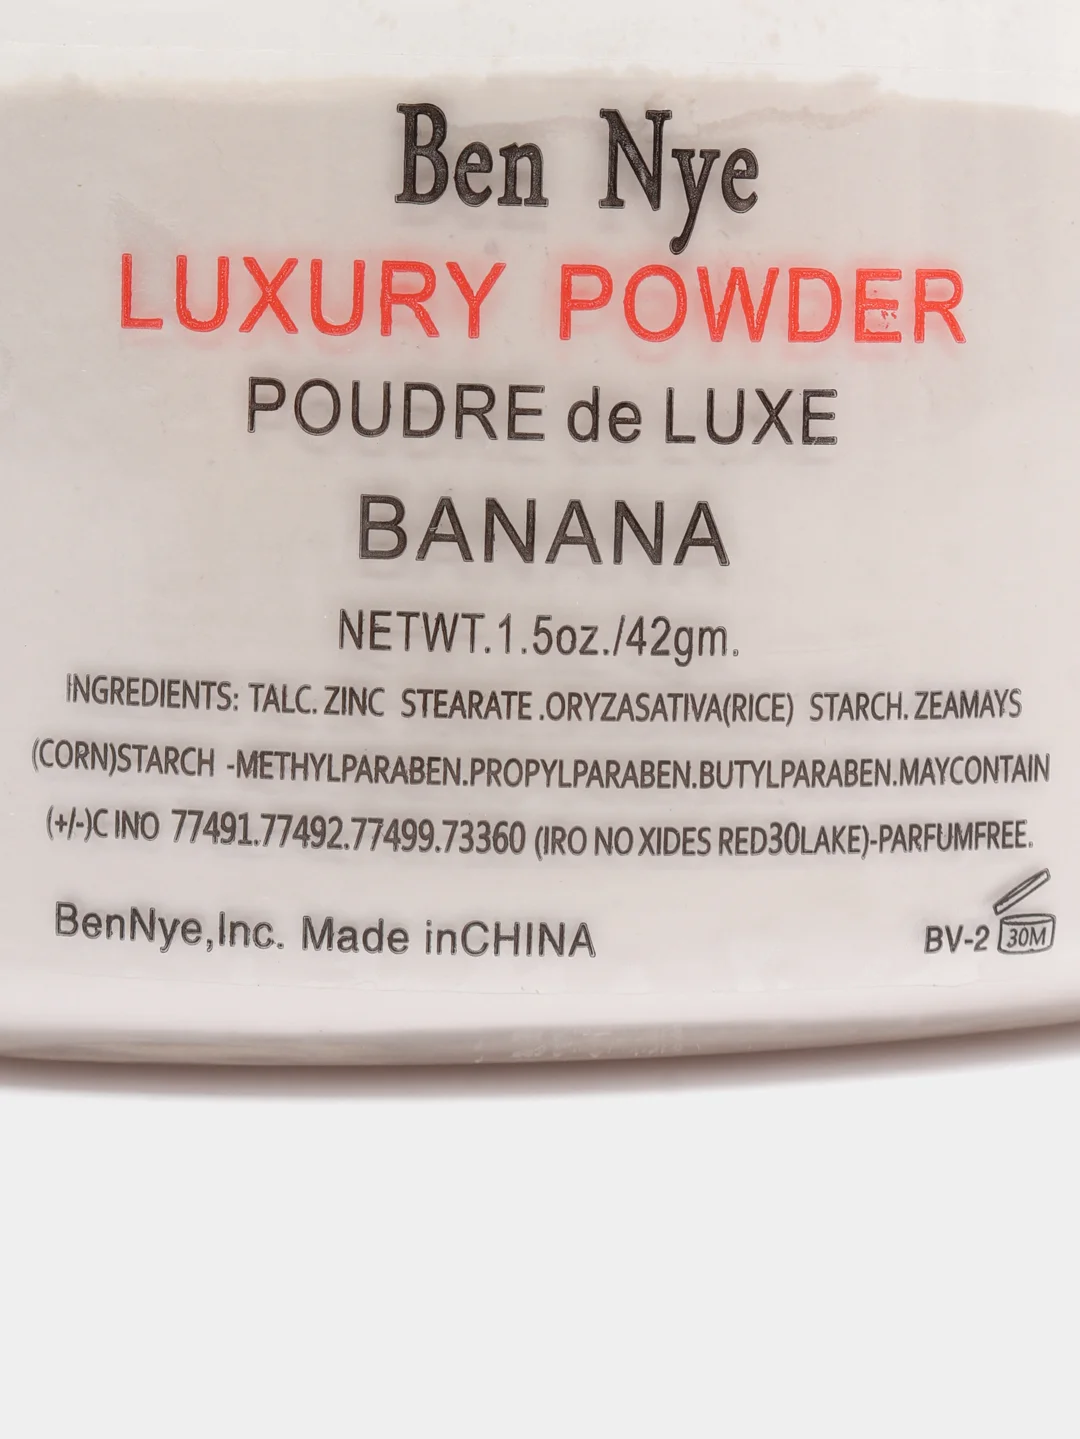 Ben Nye
LUXURY POWDER
POUDRE de LUXE
BANANA
NETWT.1.5oz./42gm.
INGREDIENTS: TALC. ZINC STEARATE .ORYZASATIVA(RICE) STARCH. ZEAMAYS
(CORN)STARCH -METHYLPARABEN.PROPYLPARABEN.BUTYLPARABEN.MAYCONTAIN
(+/-)C INO 77491.77492.77499.73360 (IRO NO XIDES RED30LAKE)-PARFUMFREE.
BenNye,Inc. Made inCHINA
BV-2 30M